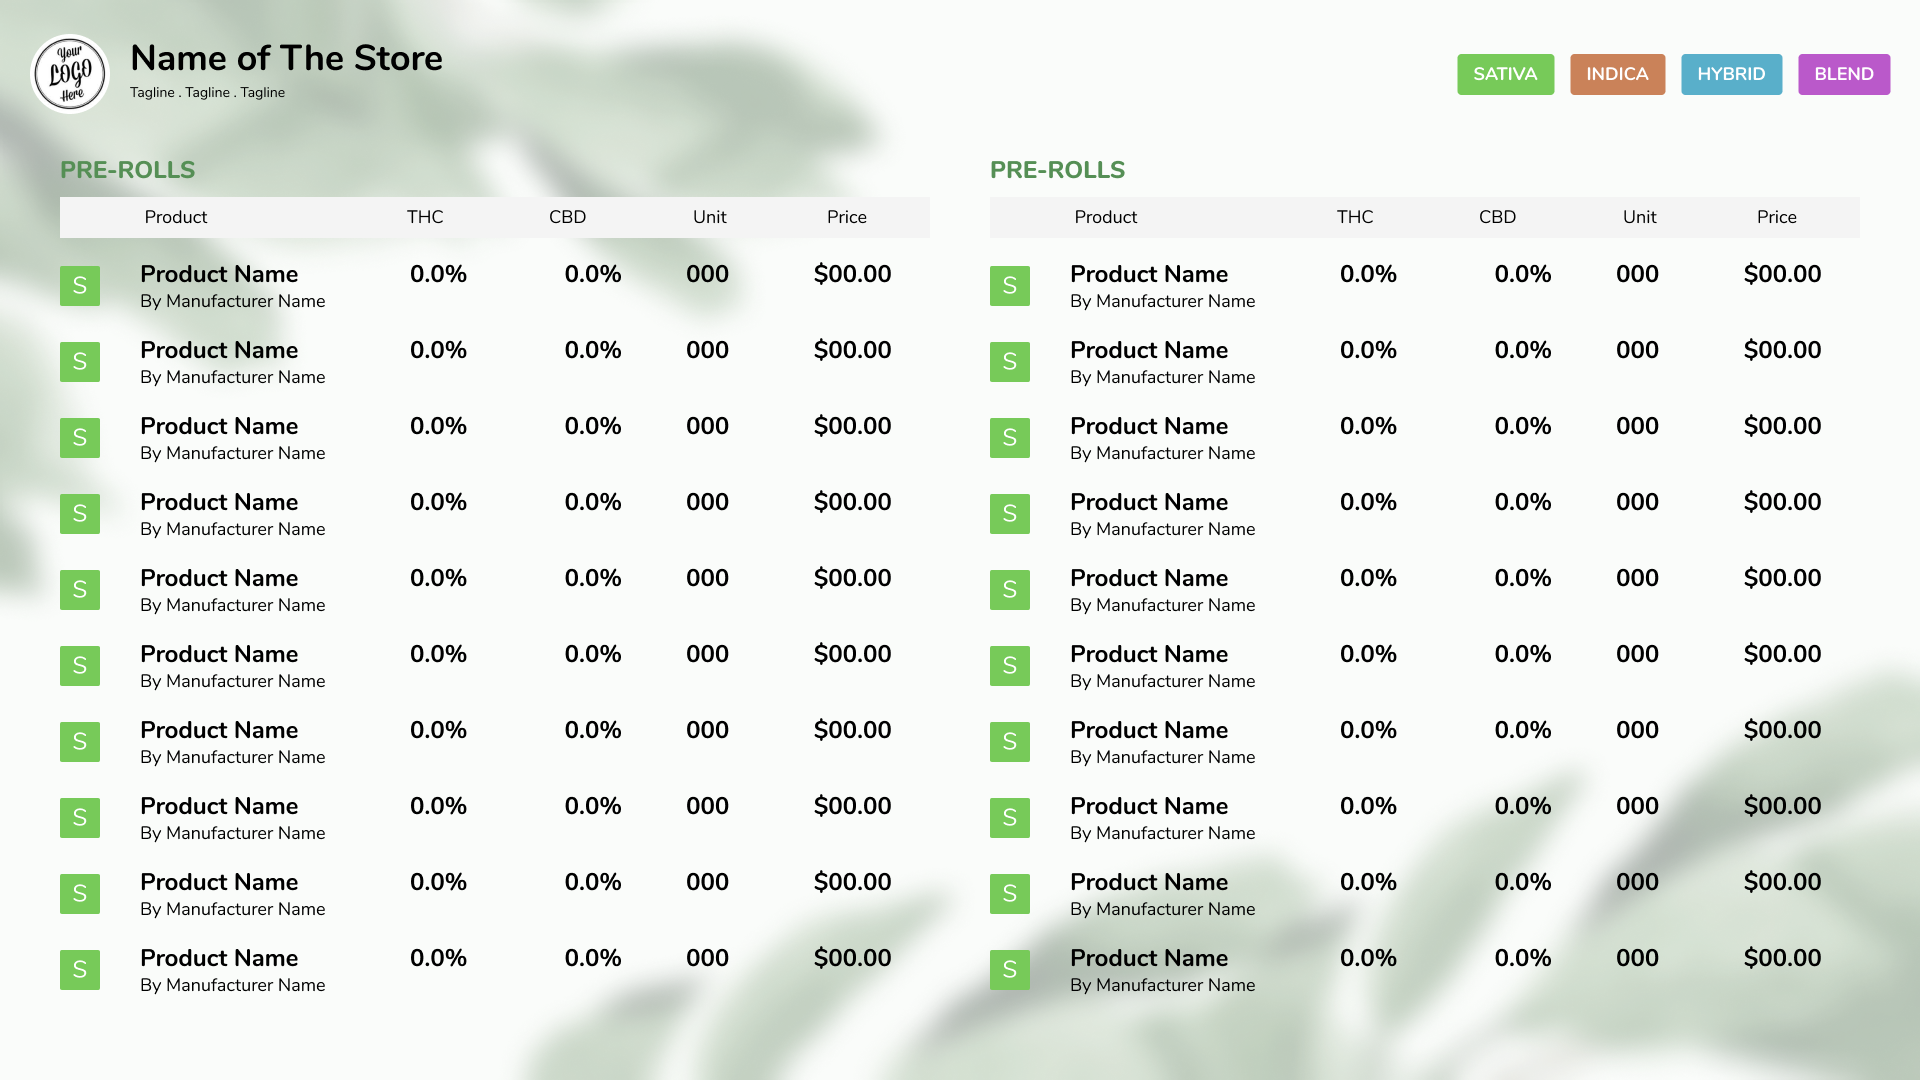 Your
LOGO
Here
Name of The Store
Tagline . Tagline . Tagline
SATIVA INDICA HYBRID BLEND
PRE-ROLLS
Product THC CBD Unit Price
S Product Name 0.0% 0.0% 000 $00.00
By Manufacturer Name
S Product Name 0.0% 0.0% 000 $00.00
By Manufacturer Name
S Product Name 0.0% 0.0% 000 $00.00
By Manufacturer Name
S Product Name 0.0% 0.0% 000 $00.00
By Manufacturer Name
S Product Name 0.0% 0.0% 000 $00.00
By Manufacturer Name
S Product Name 0.0% 0.0% 000 $00.00
By Manufacturer Name
S Product Name 0.0% 0.0% 000 $00.00
By Manufacturer Name
S Product Name 0.0% 0.0% 000 $00.00
By Manufacturer Name
S Product Name 0.0% 0.0% 000 $00.00
By Manufacturer Name
S Product Name 0.0% 0.0% 000 $00.00
By Manufacturer Name
PRE-ROLLS
Product THC CBD Unit Price
S Product Name 0.0% 0.0% 000 $00.00
By Manufacturer Name
S Product Name 0.0% 0.0% 000 $00.00
By Manufacturer Name
S Product Name 0.0% 0.0% 000 $00.00
By Manufacturer Name
S Product Name 0.0% 0.0% 000 $00.00
By Manufacturer Name
S Product Name 0.0% 0.0% 000 $00.00
By Manufacturer Name
S Product Name 0.0% 0.0% 000 $00.00
By Manufacturer Name
S Product Name 0.0% 0.0% 000 $00.00
By Manufacturer Name
S Product Name 0.0% 0.0% 000 $00.00
By Manufacturer Name
S Product Name 0.0% 0.0% 000 $00.00
By Manufacturer Name
S Product Name 0.0% 0.0% 000 $00.00
By Manufacturer Name